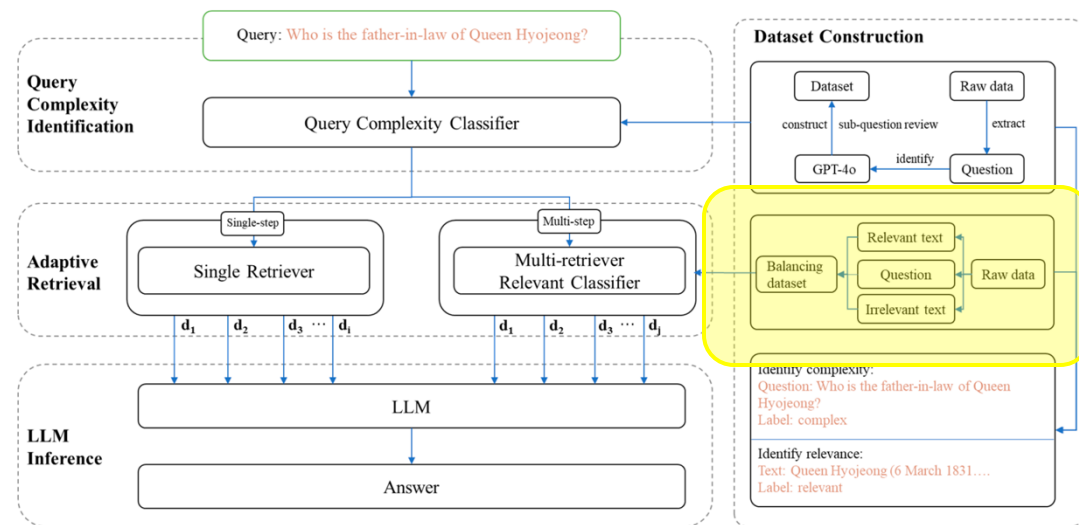 Query: Who is the father-in-law of Queen Hyojeong?
Query
Complexity
Identification
Query Complexity Classifier
Adaptive
Retrieval
Single-step
Single Retriever
Multi-step
Multi-retriever
Relevant Classifier
d1 d2 d3 ... di
d1 d2 d3 ... dj
LLM
Inference
LLM
Answer
Dataset Construction
Dataset
Raw data
construct
sub-question review
extract
GPT-4o
identify
Question
Relevant text
Balancing
dataset
Question
Raw data
Irrelevant text
Identify complexity:
Question: Who is the father-in-law of Queen
Hyojeong?
Label: complex
Identify relevance:
Text: Queen Hyojeong (6 March 1831....
Label: relevant